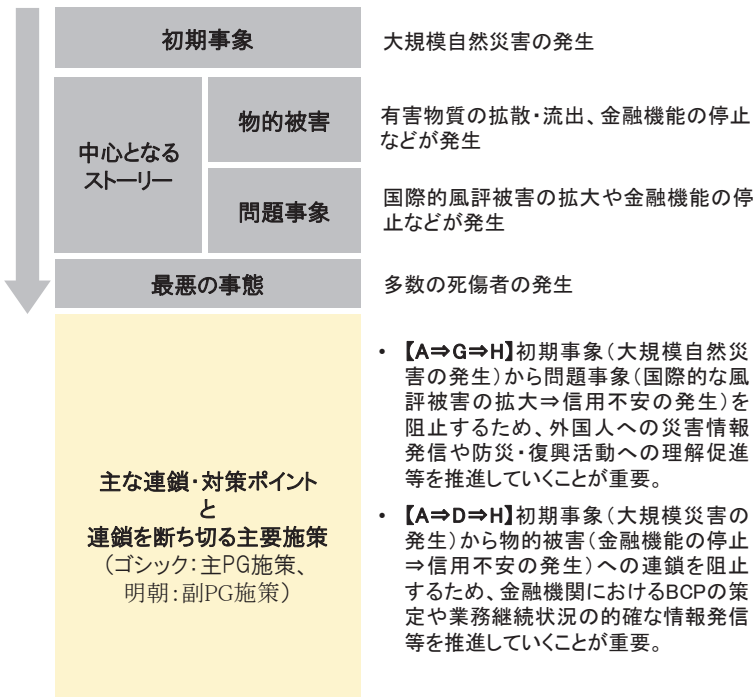 初期事象
大規模自然災害の発生
中心となる
ストーリー
物的被害
有害物質の拡散・流出、金融機能の停止
などが発生
問題事象
国際的風評被害の拡大や金融機能の停
止などが発生
最悪の事態
多数の死傷者の発生
主な連鎖・対策ポイント
と
連鎖を断ち切る主要施策
（ゴシック：主PG施策、
明朝：副PG施策）
• 【A⇒G⇒H】初期事象（大規模自然災
害の発生）から問題事象（国際的な風
評被害の拡大⇒信用不安の発生）を
阻止するため、外国人への災害情報
発信や防災・復興活動への理解促進
等を推進していくことが重要。
• 【A⇒D⇒H】初期事象（大規模災害の
発生）から物的被害（金融機能の停止
⇒信用不安の発生）への連鎖を阻止
するため、金融機関におけるBCPの策
定や業務継続状況の的確な情報発信
等を推進していくことが重要。